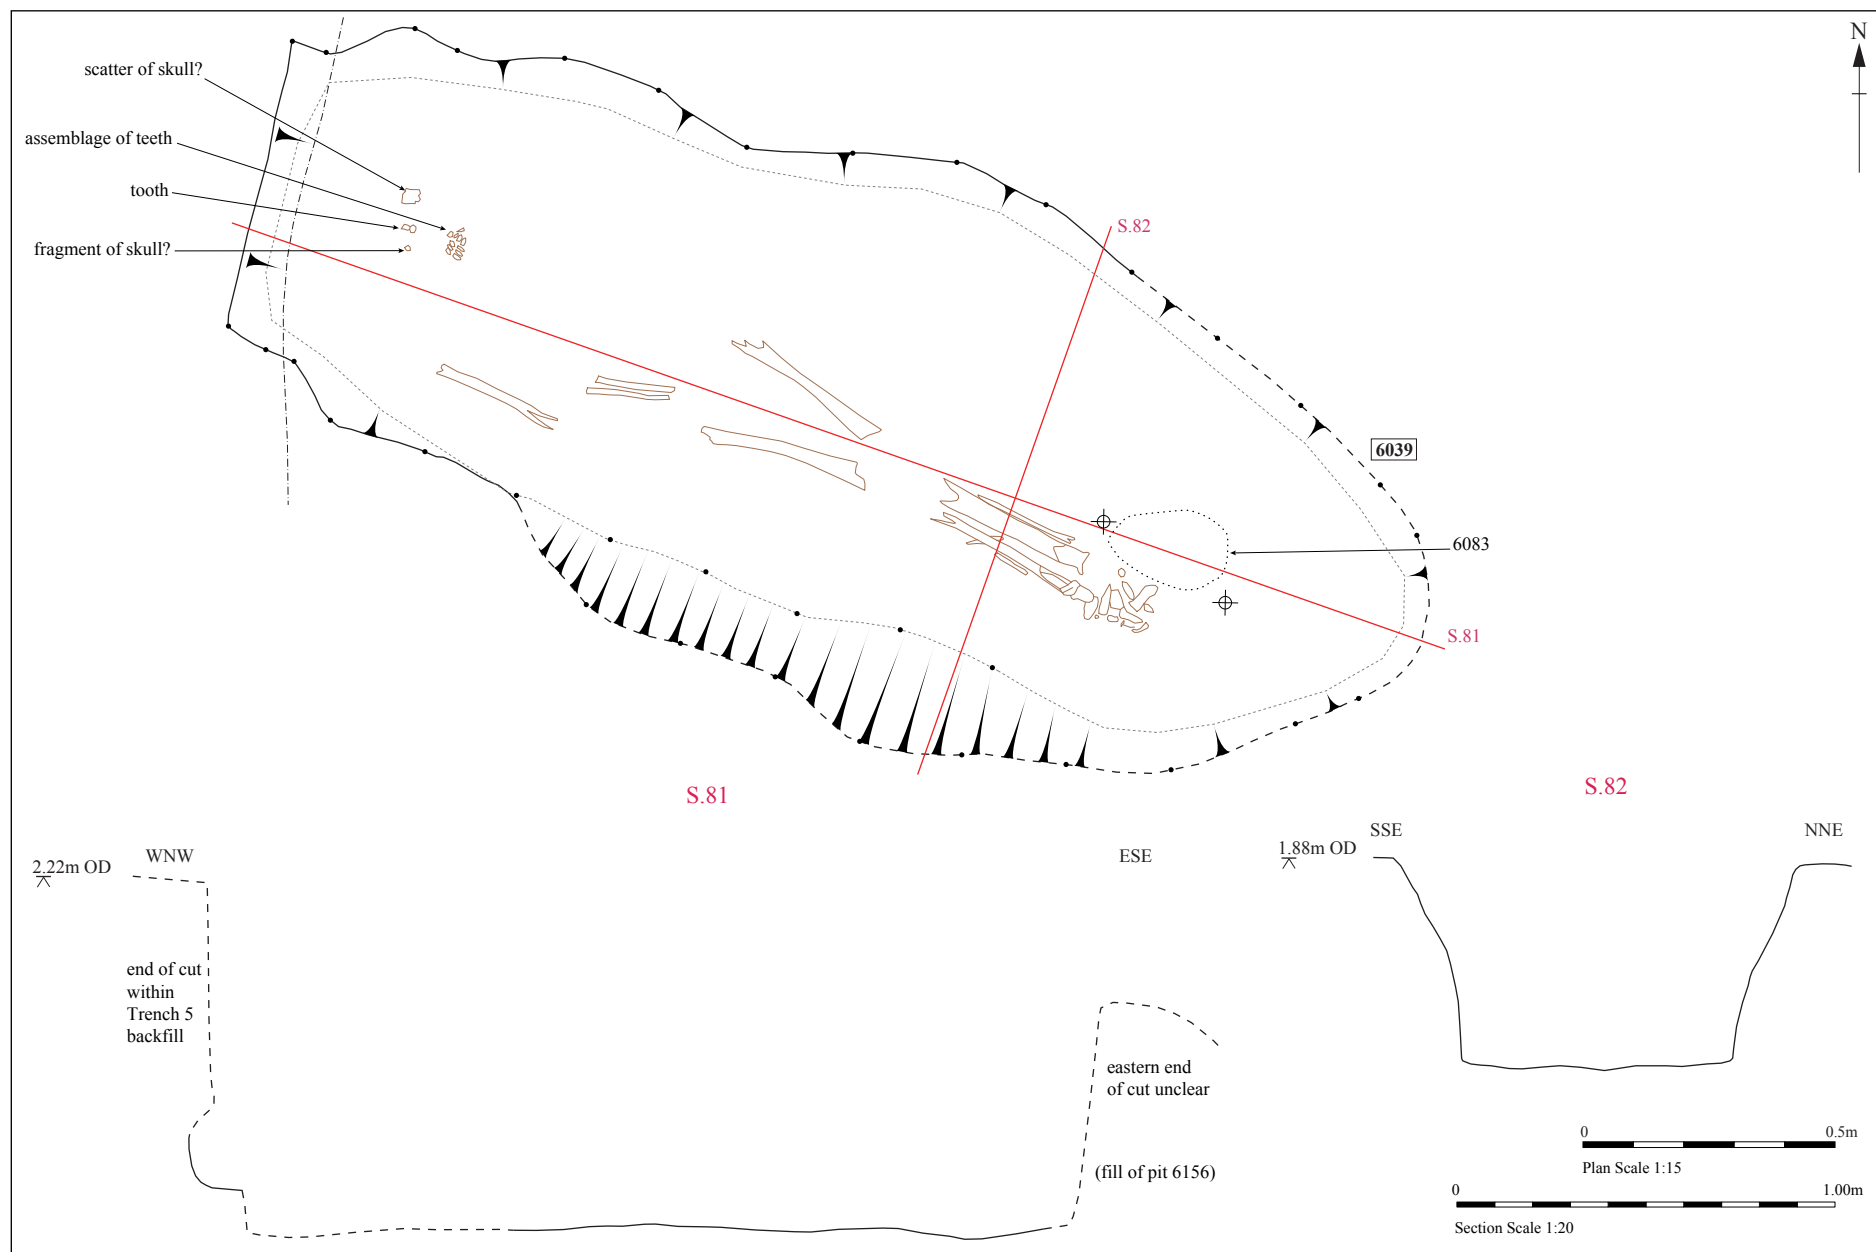 N
scatter of skull?
assemblage of teeth
tooth
fragment of skull?
S.82
6039
6083
S.81
S.81
S.82
WNW
ESE
SSE
NNE
2.22m OD
1.88m OD
end of cut
within
Trench 5
backfill
eastern end
of cut unclear
(fill of pit 6156)
0 0.5m
Plan Scale 1:15
0 1.00m
Section Scale 1:20